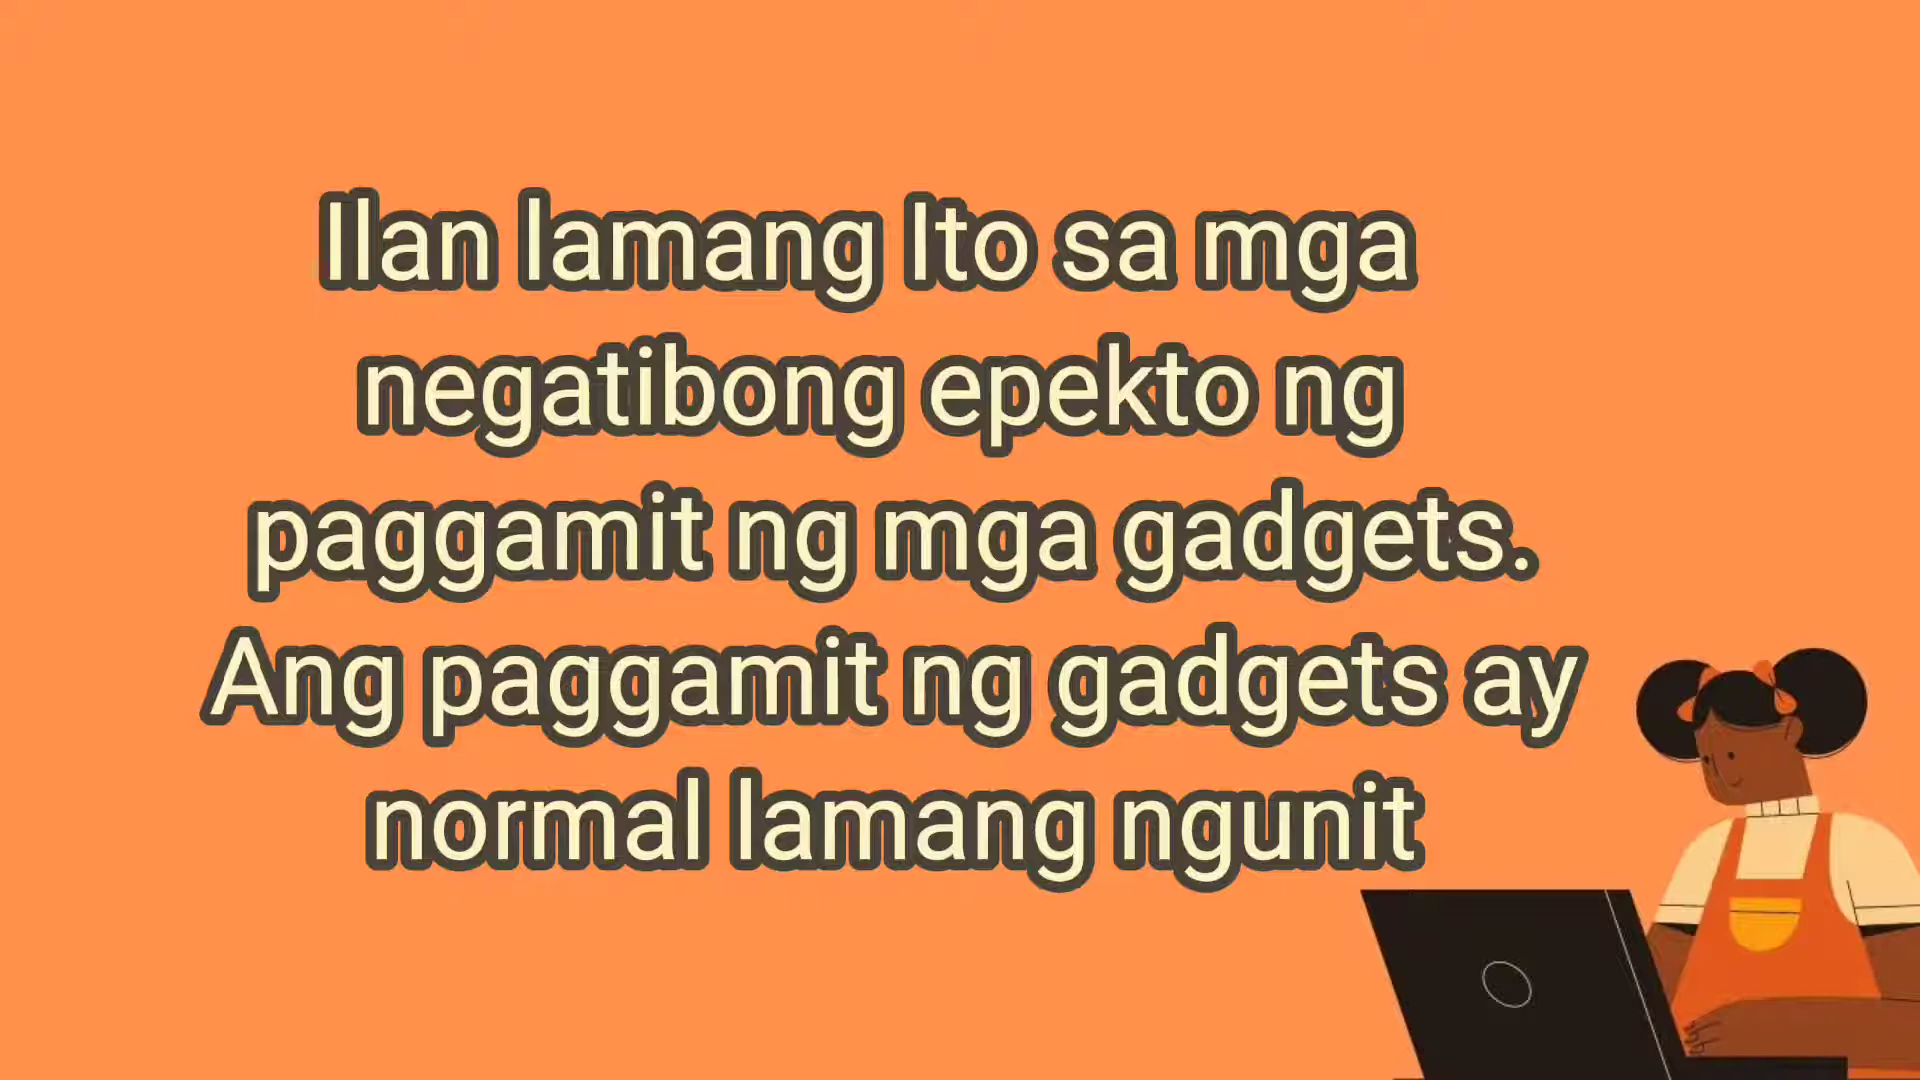 Ilan lamang Ito sa mga
negatibong epekto ng
paggamit ng mga gadgets.
Ang paggamit ng gadgets ay
normal lamang ngunit